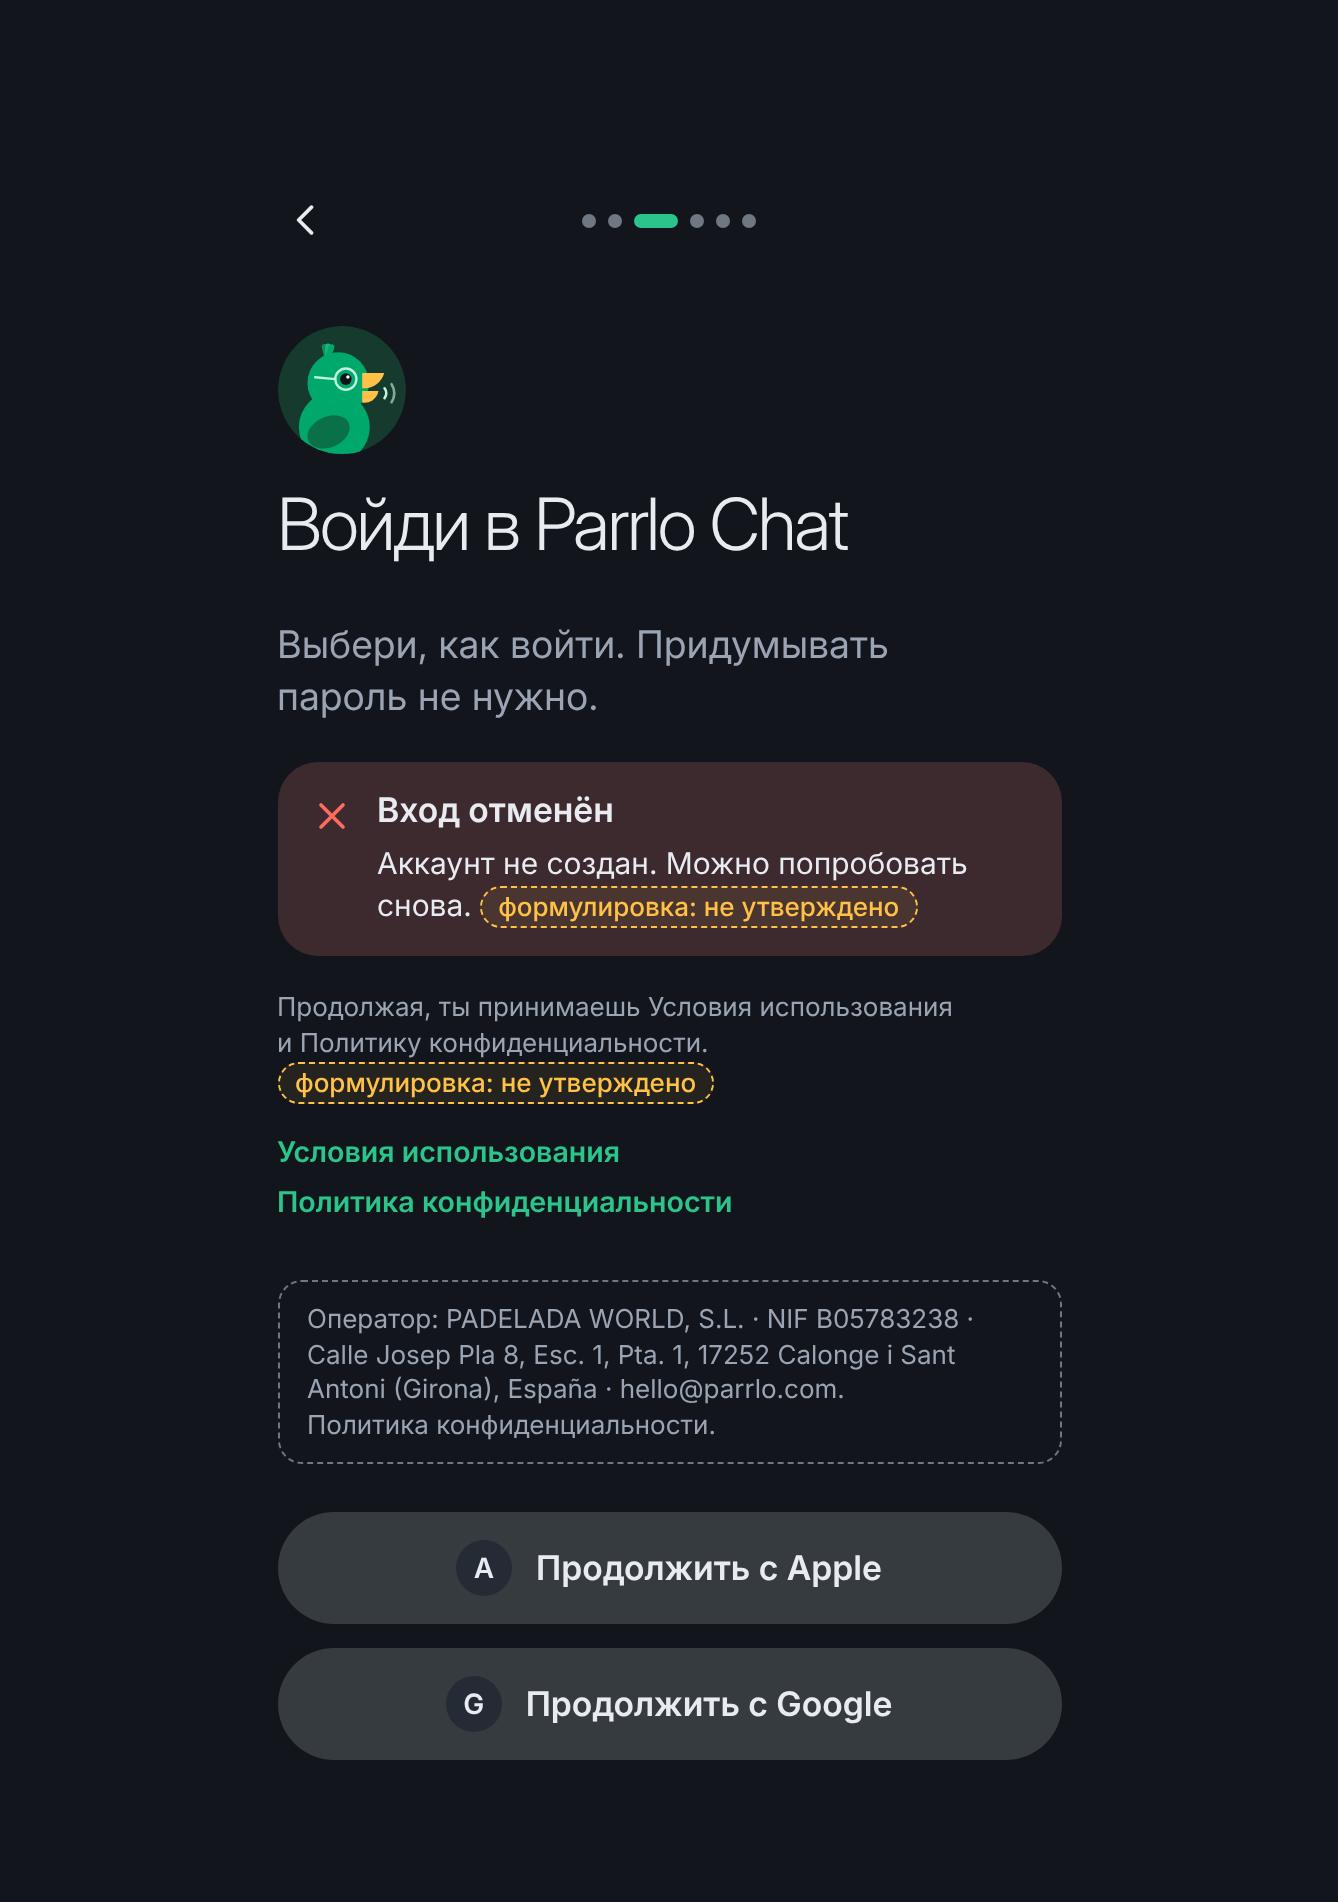 Войди в Parrlo Chat
Выбери, как войти. Придумывать
пароль не нужно.
Вход отменён
Аккаунт не создан. Можно попробовать
снова. формулировка: не утверждено
Продолжая, ты принимаешь Условия использования
и Политику конфиденциальности.
формулировка: не утверждено
Условия использования
Политика конфиденциальности
Оператор: PADELADA WORLD, S.L. · NIF B05783238 ·
Calle Josep Pla 8, Esc. 1, Pta. 1, 17252 Calonge i Sant
Antoni (Girona), España · hello@parrlo.com.
Политика конфиденциальности.
A Продолжить с Apple
G Продолжить с Google